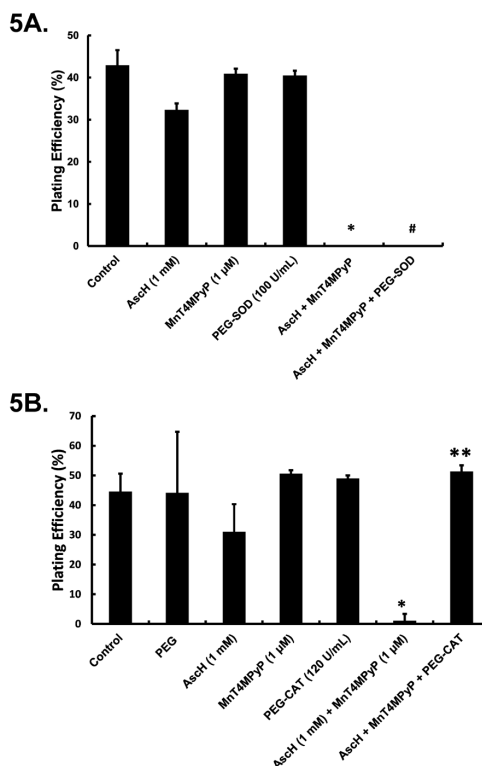 5A.
Plating Efficiency (%)
50
40
30
20
10
0
*
#
Control
AscH (1 mM)
MnT4MPyP (1 µM)
PEG-SOD (100 U/mL)
AscH + MnT4MPyP
AscH + MnT4MPyP + PEG-SOD
5B.
Plating Efficiency (%)
70
60
50
40
30
20
10
0
*
**
Control
PEG
AscH (1 mM)
MnT4MPyP (1 µM)
PEG-CAT (120 U/mL)
AscH (1 mM) + MnT4MPyP (1 µM)
AscH + MnT4MPyP + PEG-CAT